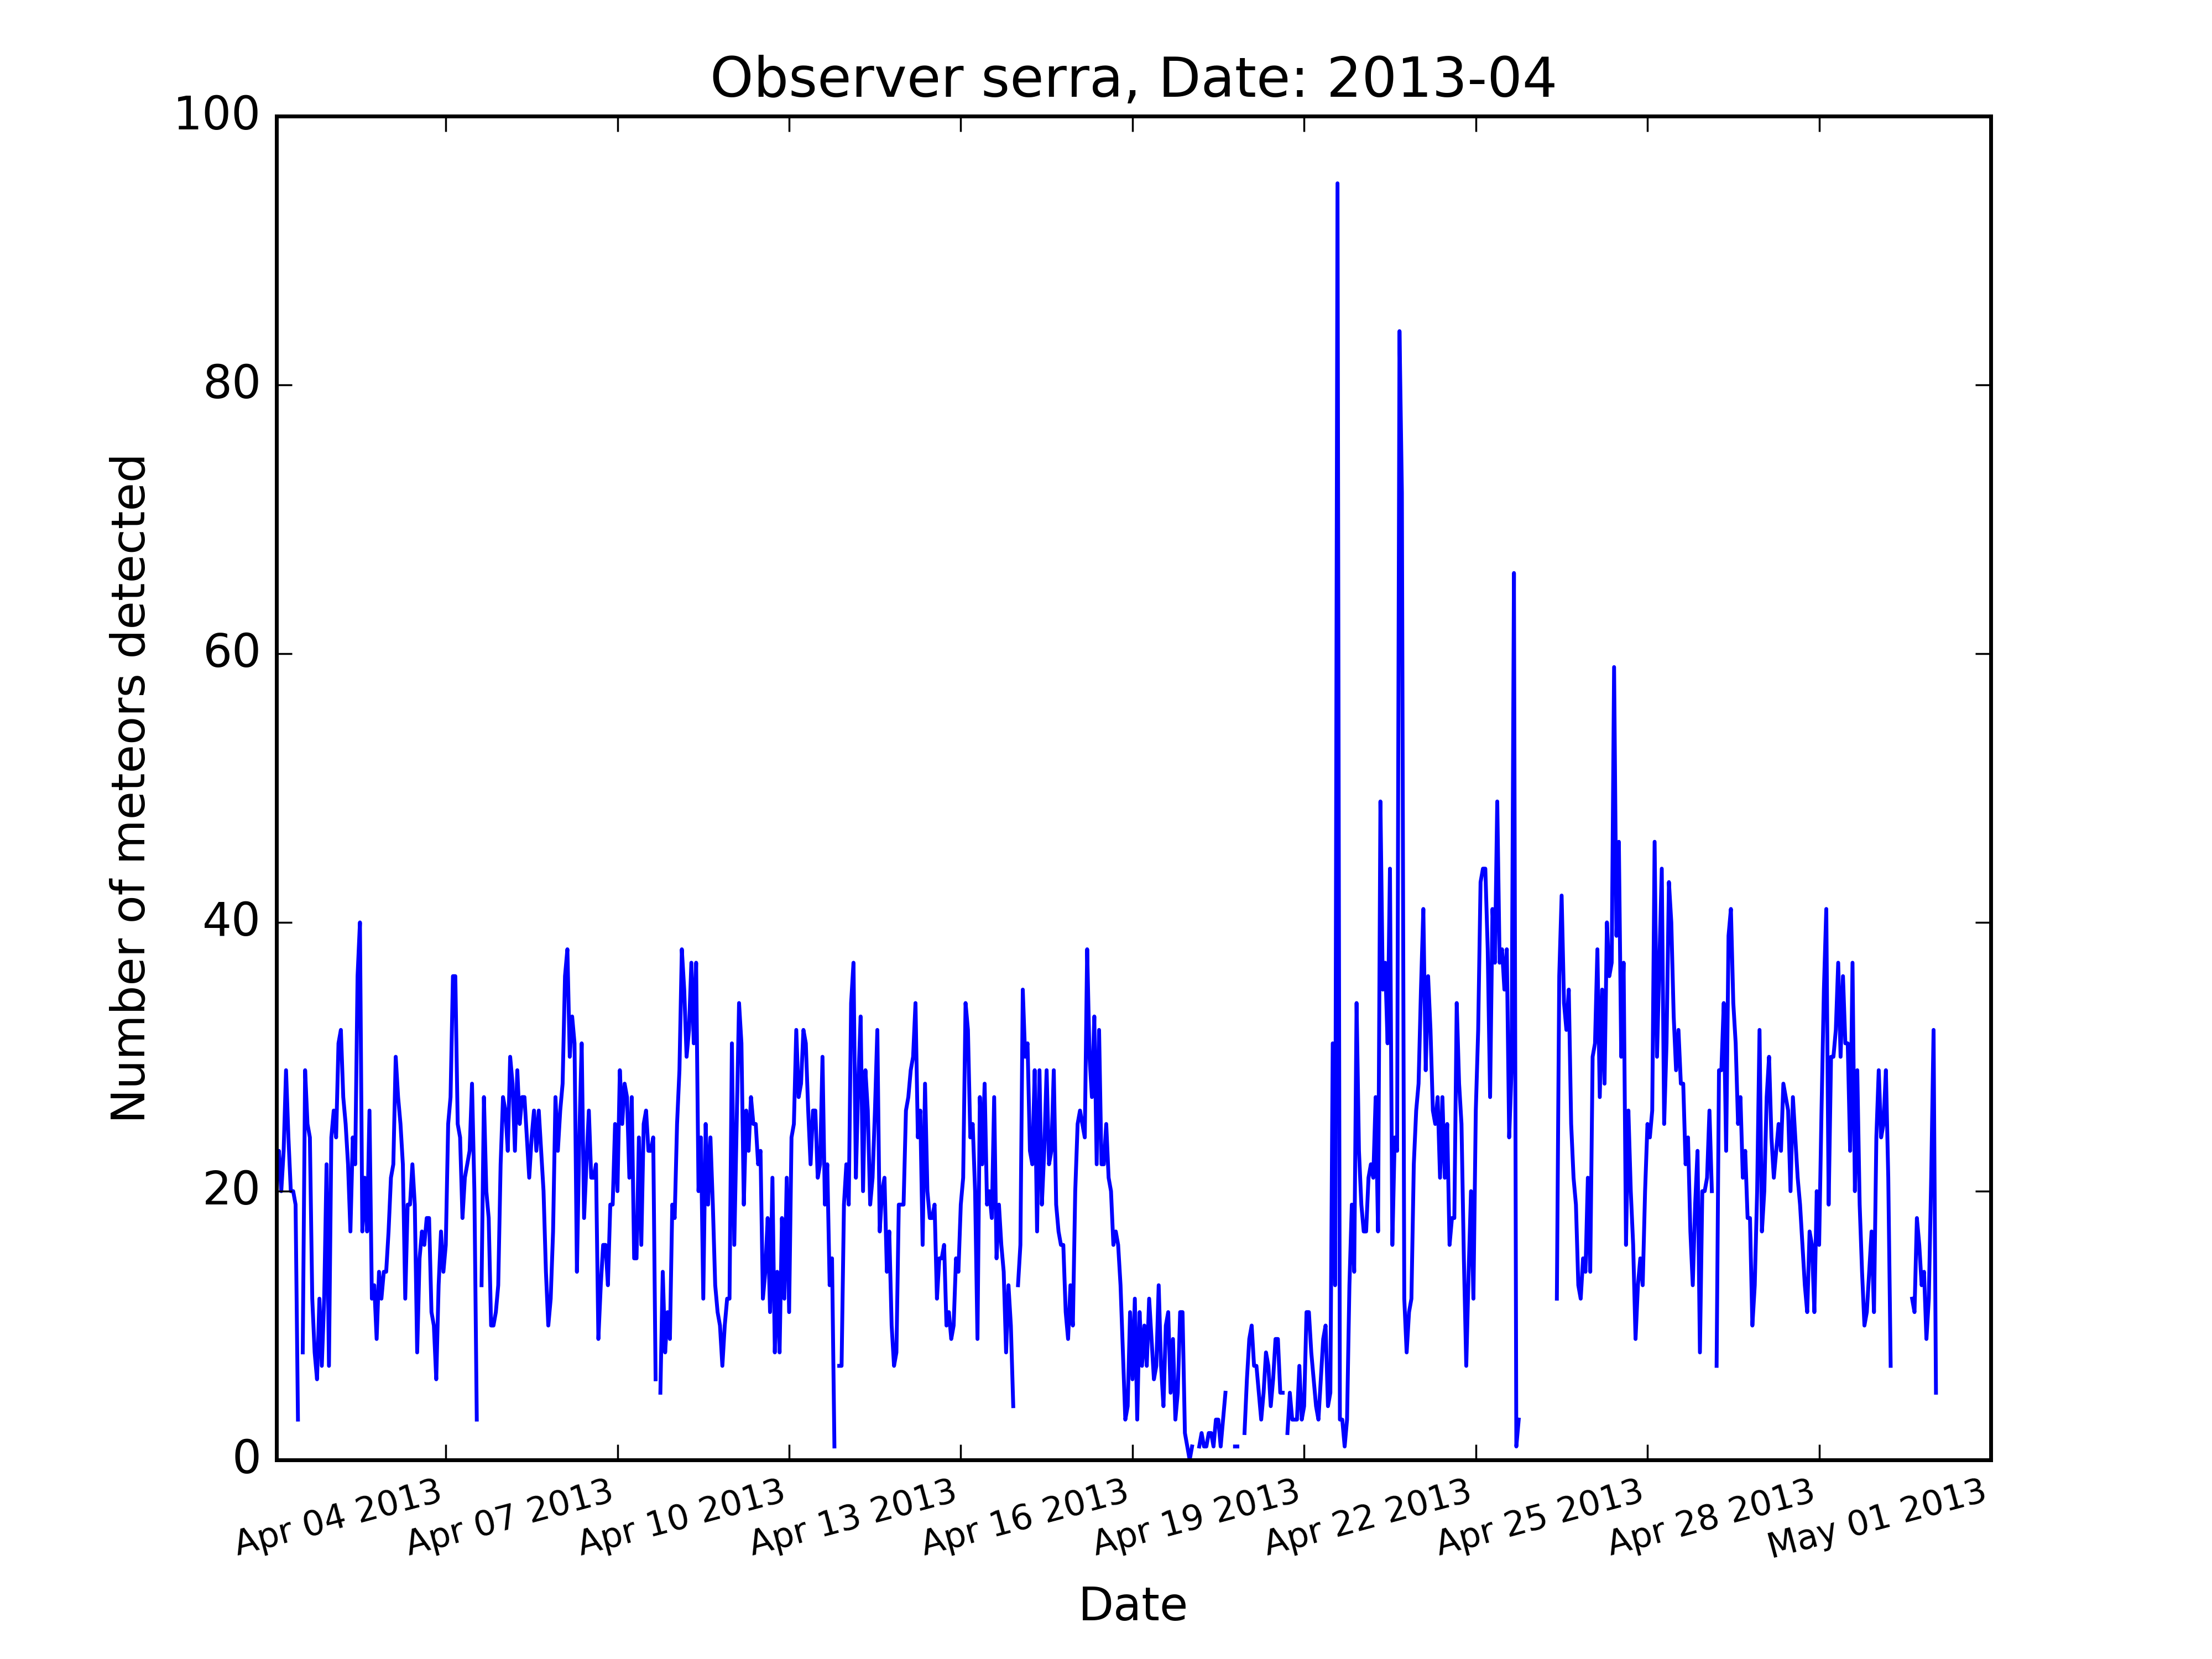 Observer serra, Date: 2013-04
100
80
60
40
20
0
Number of meteors detected
Apr 04 2013
Apr 07 2013
Apr 10 2013
Apr 13 2013
Apr 16 2013
Apr 19 2013
Apr 22 2013
Apr 25 2013
Apr 28 2013
May 01 2013
Date